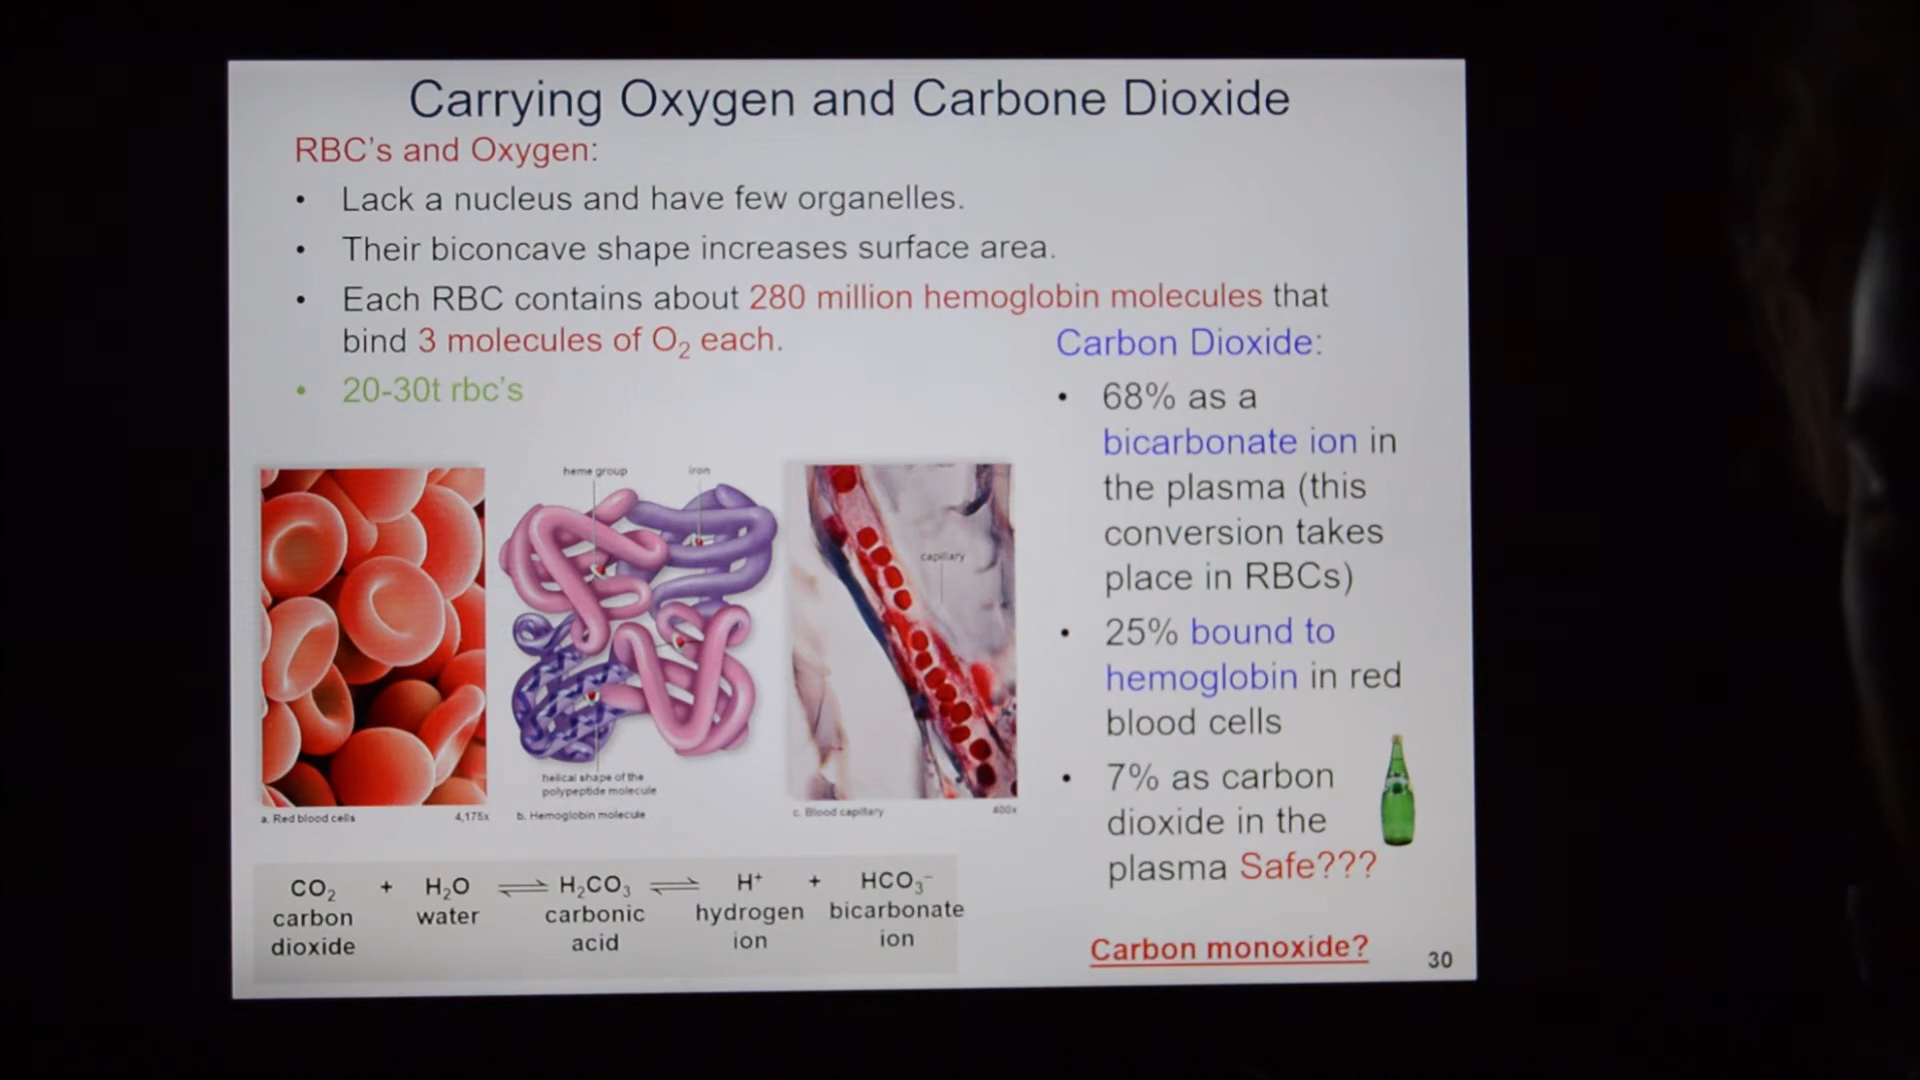 Carrying Oxygen and Carbone Dioxide
RBC's and Oxygen:
• Lack a nucleus and have few organelles.
• Their biconcave shape increases surface area.
• Each RBC contains about 280 million hemoglobin molecules that
bind 3 molecules of O₂ each.
• 20-30t rbc's
Carbon Dioxide:
• 68% as a
bicarbonate ion in
the plasma (this
conversion takes
place in RBCs)
• 25% bound to
hemoglobin in red
blood cells
• 7% as carbon
dioxide in the
plasma Safe???
Carbon monoxide?
heme group
iron
capillary
helical shape of the
polypeptide molecule
a. Red blood cells 4,175x
b. Hemoglobin molecule
c. Blood capillary 400x
CO₂ + H₂O ⇌ H₂CO₃ ⇌ H⁺ + HCO₃⁻
carbon water carbonic hydrogen bicarbonate
dioxide acid ion ion
30